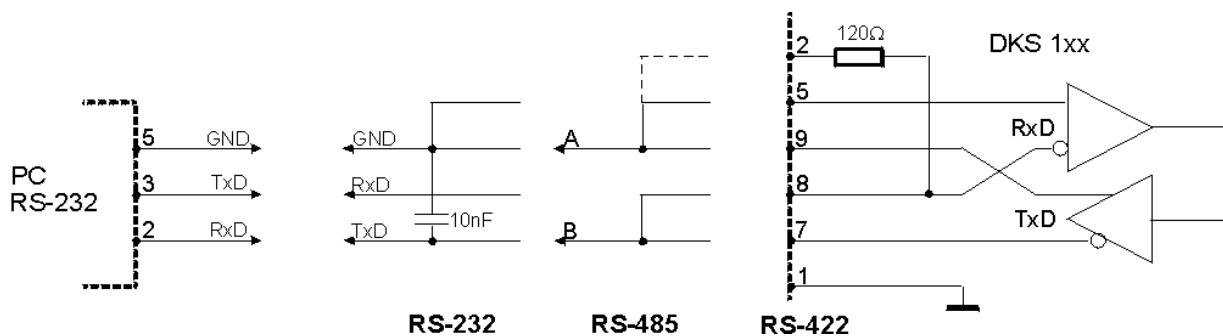 PC
RS-232
5
GND
3
TxD
2
RxD
GND
RxD
10nF
TxD
A
B
2
120Ω
DKS 1xx
5
RxD
9
8
TxD
7
1
RS-232
RS-485
RS-422